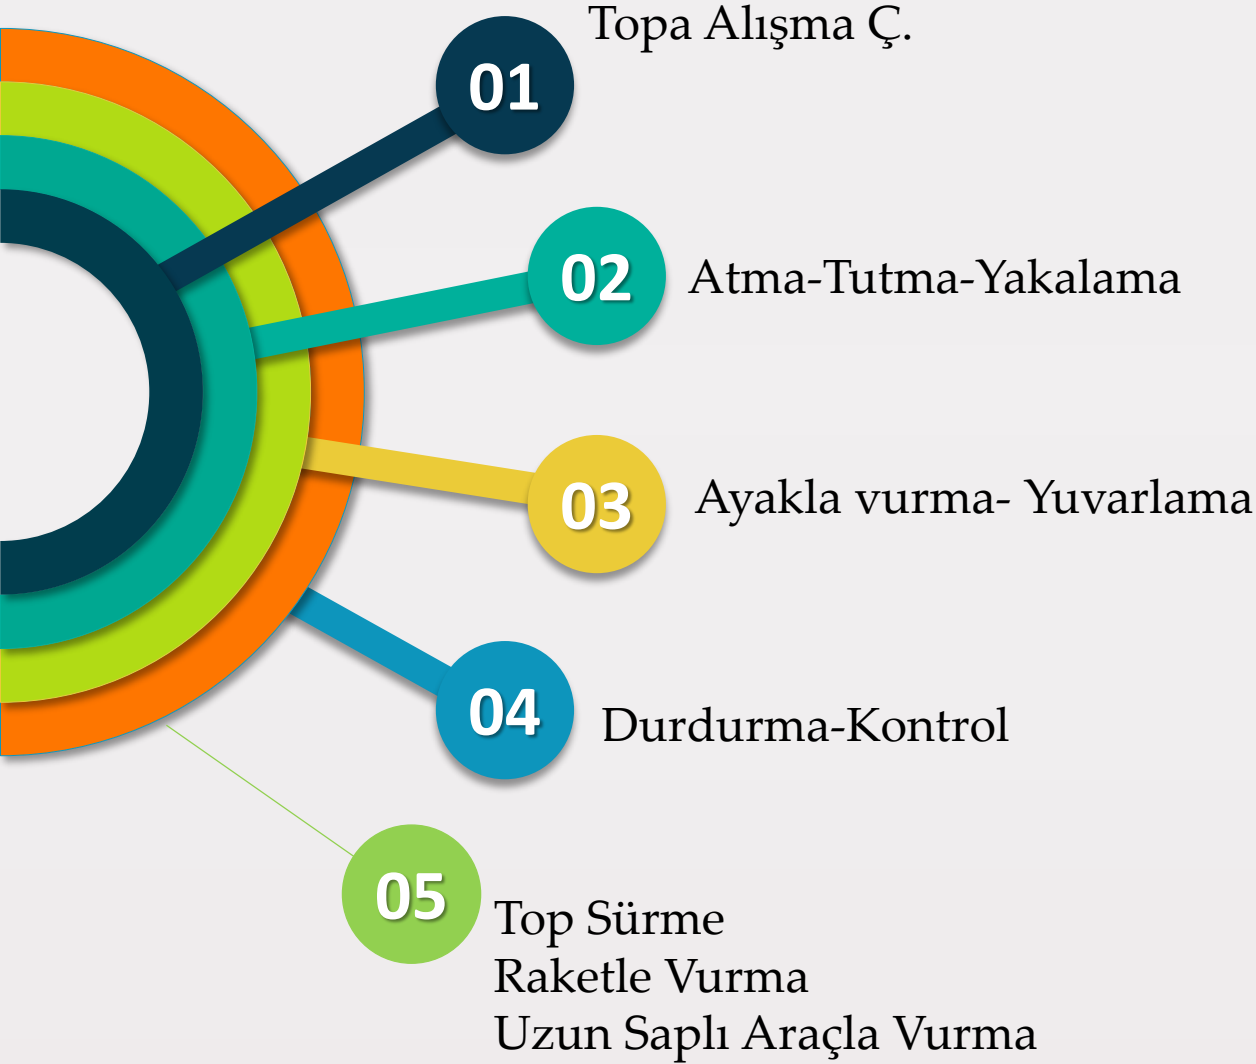 Topa Alışma Ç.
01
02
Atma-Tutma-Yakalama
03
Ayakla vurma- Yuvarlama
04
Durdurma-Kontrol
05
Top Sürme
Raketle Vurma
Uzun Saplı Araçla Vurma